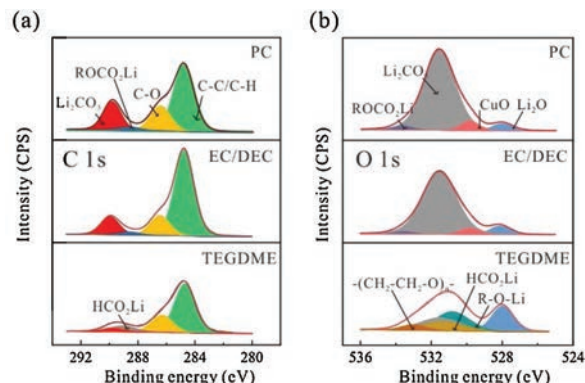 (a)
PC
ROCO₂Li
Li₂CO₃
C-O
C-C/C-H
C 1s
EC/DEC
TEGDME
HCO₂Li
Intensity (CPS)
292 288 284 280
Binding energy (eV)
(b)
PC
Li₂CO
ROCO₂Li
CuO
Li₂O
O 1s
EC/DEC
TEGDME
-(CH₂-CH₂-O)ₙ-
HCO₂Li
R-O-Li
Intensity (CPS)
536 532 528 524
Binding energy (eV)